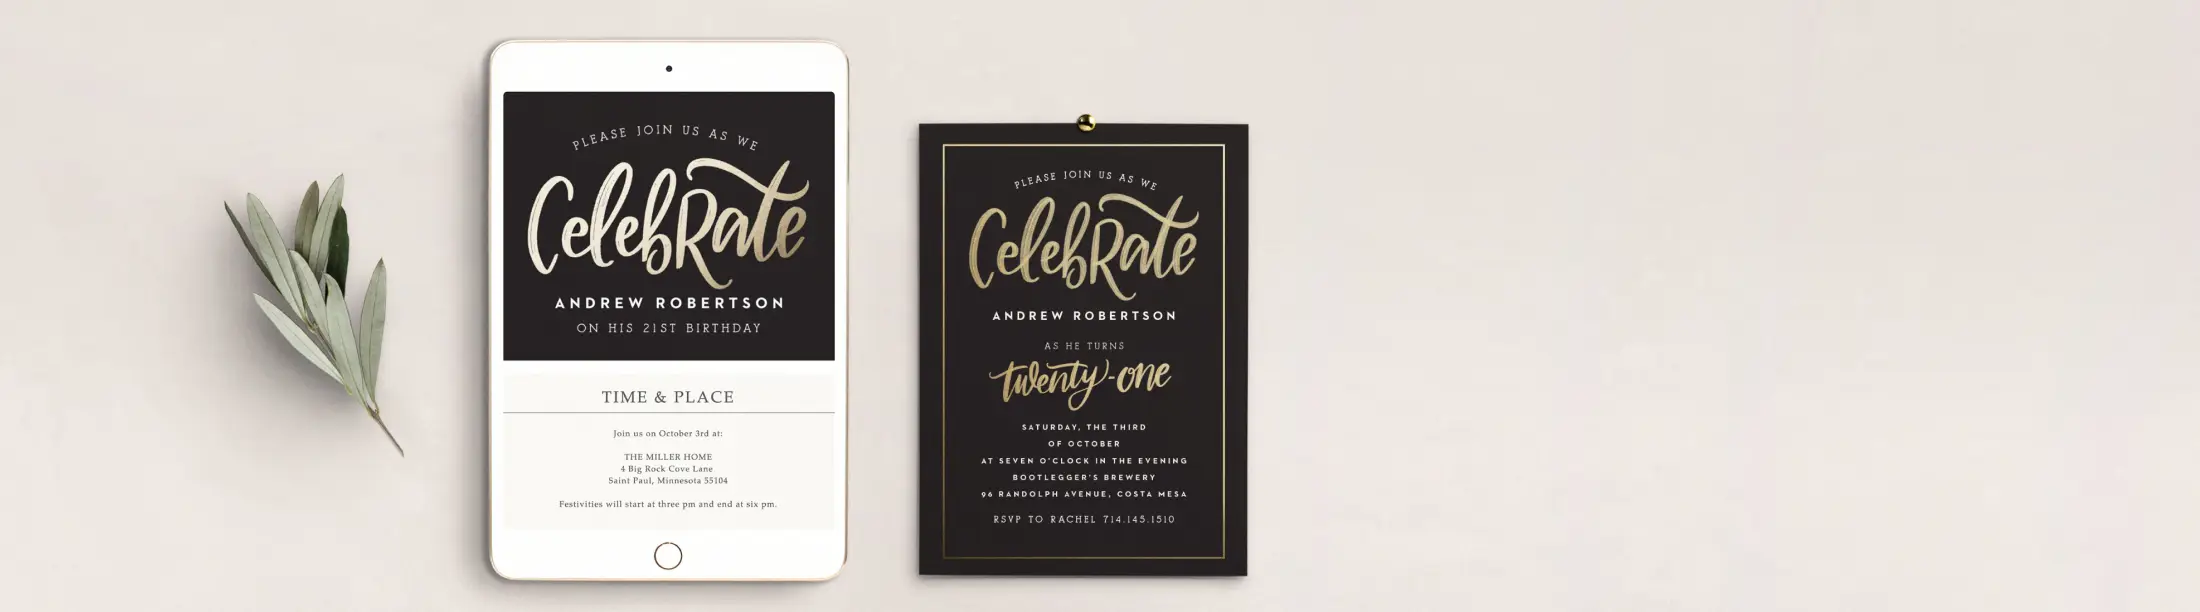 PLEASE JOIN US AS WE
CelebRate
ANDREW ROBERTSON
ON HIS 21ST BIRTHDAY
TIME & PLACE
Join us on October 3rd at:
THE MILLER HOME
4 Big Rock Cove Lane
Saint Paul, Minnesota 55104
Festivities will start at three pm and end at six pm.
PLEASE JOIN US AS WE
CelebRate
ANDREW ROBERTSON
AS HE TURNS
twenty-one
SATURDAY, THE THIRD
OF OCTOBER
AT SEVEN O'CLOCK IN THE EVENING
BOOTLEGGER'S BREWERY
96 RANDOLPH AVENUE, COSTA MESA
RSVP TO RACHEL 714.145.1510